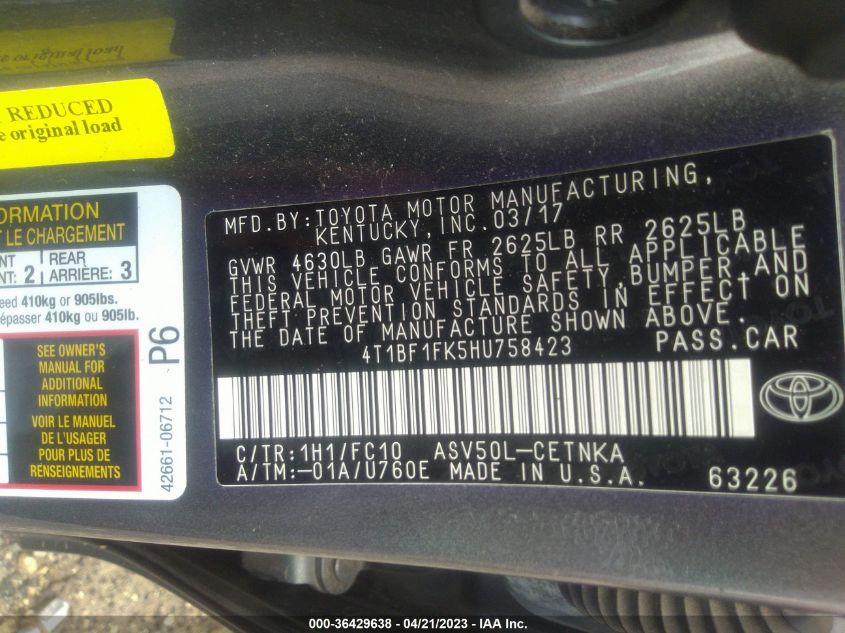 REDUCED
original load
ORMATION
T LE CHARGEMENT
NT: 2 REAR
ARRIÈRE: 3
eed 410kg or 905lbs.
épasser 410kg ou 905lb.
SEE OWNER'S
MANUAL FOR
ADDITIONAL
INFORMATION
VOIR LE MANUEL
DE L'USAGER
POUR PLUS DE
RENSEIGNEMENTS
P6
42661-06712
MFD.BY:TOYOTA MOTOR MANUFACTURING,
KENTUCKY,INC.03/17
GVWR 4630LB GAWR FR 2625LB RR 2625LB
THIS VEHICLE CONFORMS TO ALL APPLICABLE
FEDERAL MOTOR VEHICLE SAFETY,BUMPER,AND
THEFT PREVENTION STANDARDS IN EFFECT ON
THE DATE OF MANUFACTURE SHOWN ABOVE.
4T1BF1FK5HU758423 PASS.CAR
C/TR:1H1/FC10 ASV50L-CETNKA
A/TM:-01A/U760E MADE IN U.S.A.
63226
TOYOTA
000-36429638 - 04/21/2023 - IAA Inc.